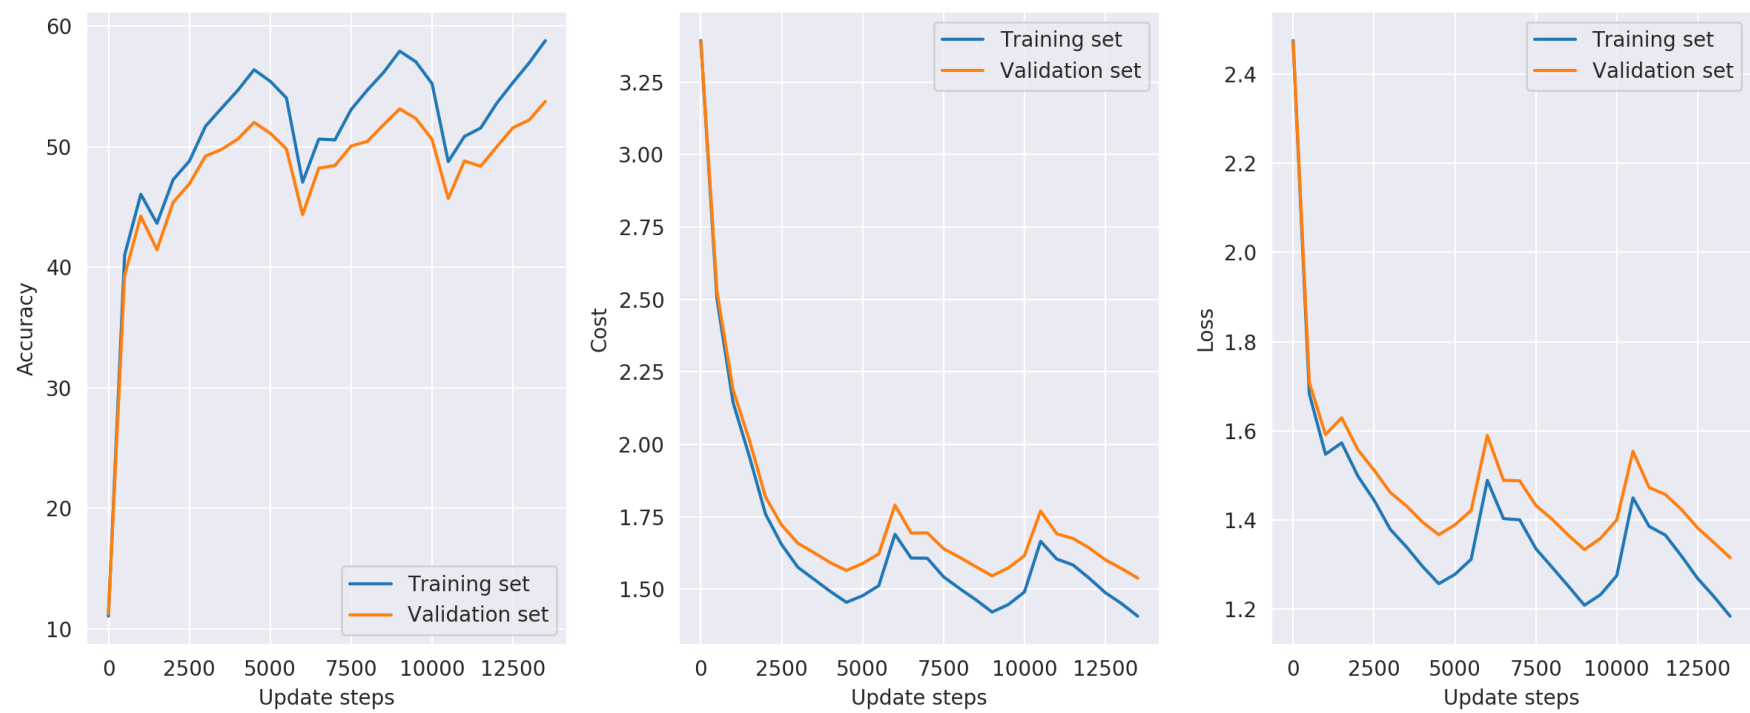 60
50
40
30
20
10
Accuracy
Training set
Validation set
0 2500 5000 7500 10000 12500
Update steps
3.25
3.00
2.75
2.50
2.25
2.00
1.75
1.50
Cost
Training set
Validation set
0 2500 5000 7500 10000 12500
Update steps
2.4
2.2
2.0
1.8
1.6
1.4
1.2
Loss
Training set
Validation set
0 2500 5000 7500 10000 12500
Update steps